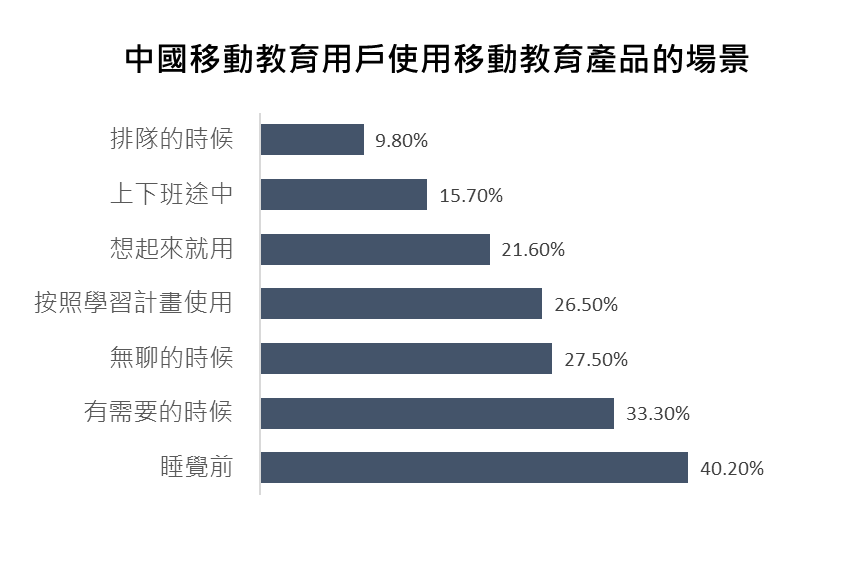 中國移動教育用戶使用移動教育產品的場景
排隊的時候 9.80%
上下班途中 15.70%
想起來就用 21.60%
按照學習計畫使用 26.50%
無聊的時候 27.50%
有需要的時候 33.30%
睡覺前 40.20%